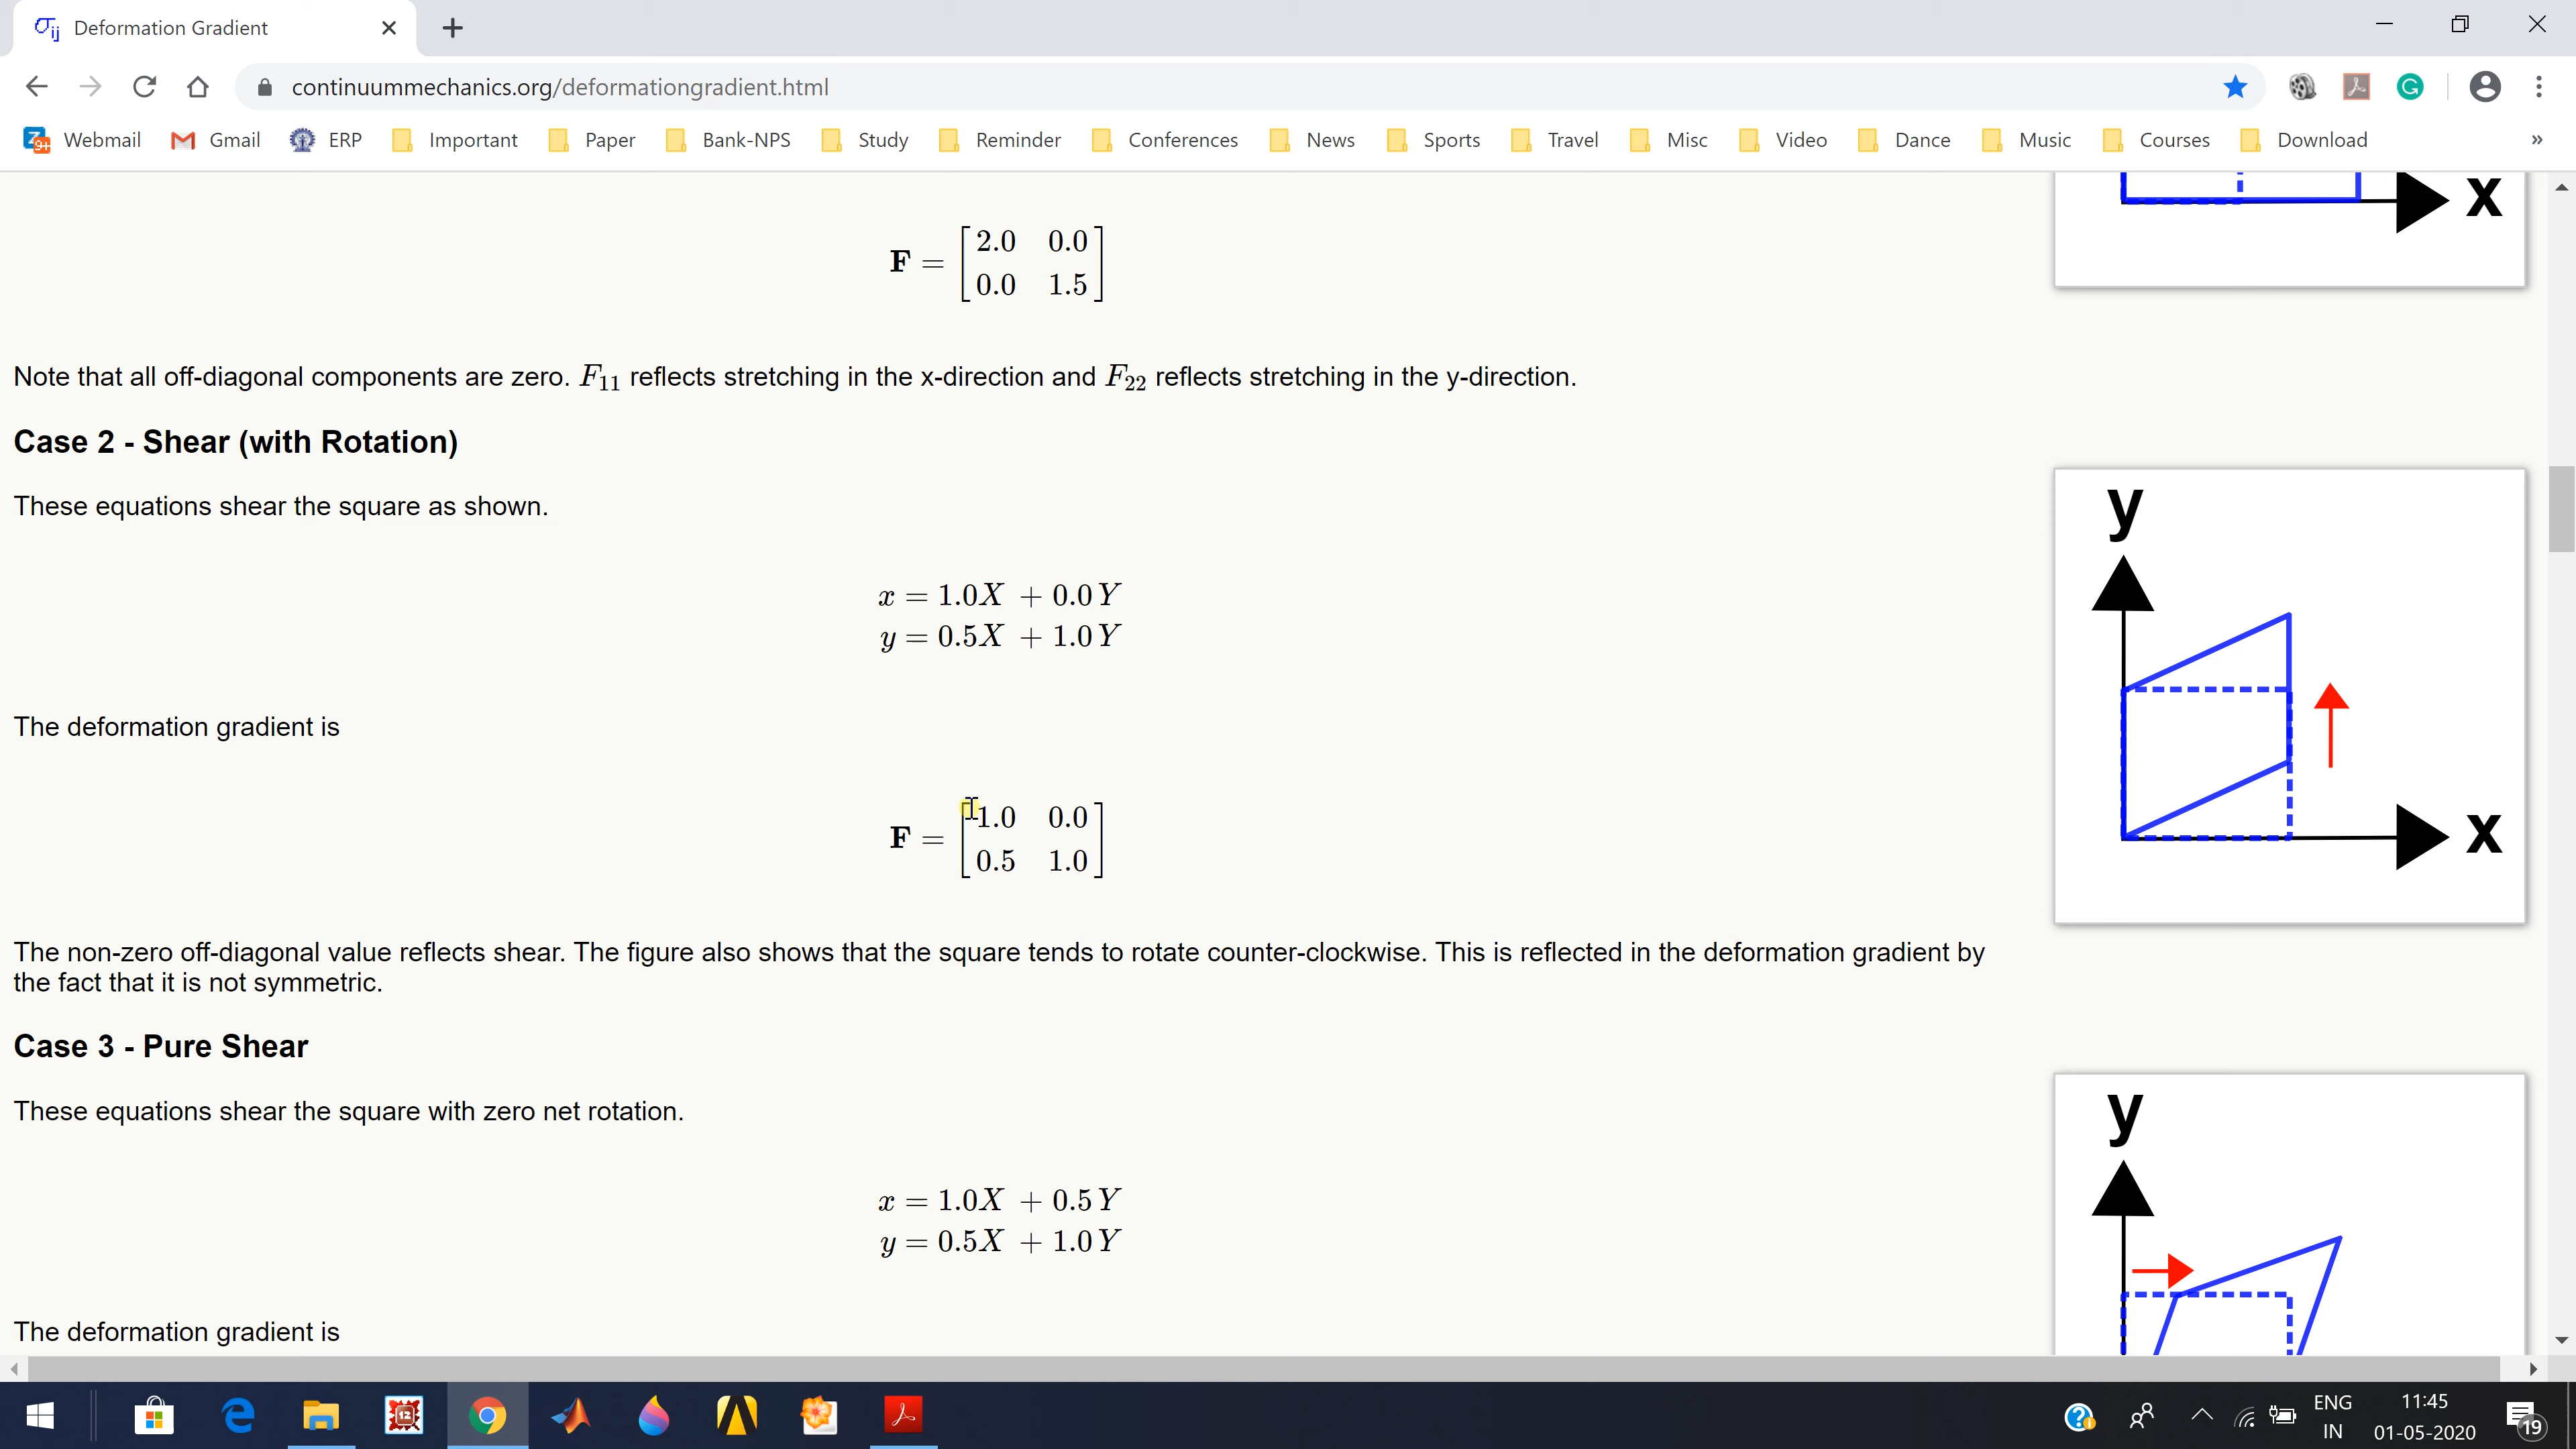 Deformation Gradient
continuummechanics.org/deformationgradient.html
Webmail Gmail ERP Important Paper Bank-NPS Study Reminder Conferences News Sports Travel Misc Video Dance Music Courses Download »
x
F = [ 2.0 0.0
0.0 1.5 ]
Note that all off-diagonal components are zero. F₁₁ reflects stretching in the x-direction and F₂₂ reflects stretching in the y-direction.
Case 2 - Shear (with Rotation)
These equations shear the square as shown.
x = 1.0X + 0.0Y
y = 0.5X + 1.0Y
The deformation gradient is
F = [ 1.0 0.0
0.5 1.0 ]
y
x
The non-zero off-diagonal value reflects shear. The figure also shows that the square tends to rotate counter-clockwise. This is reflected in the deformation gradient by
the fact that it is not symmetric.
Case 3 - Pure Shear
These equations shear the square with zero net rotation.
x = 1.0X + 0.5Y
y = 0.5X + 1.0Y
The deformation gradient is
y
ENG
IN
11:45
01-05-2020
19